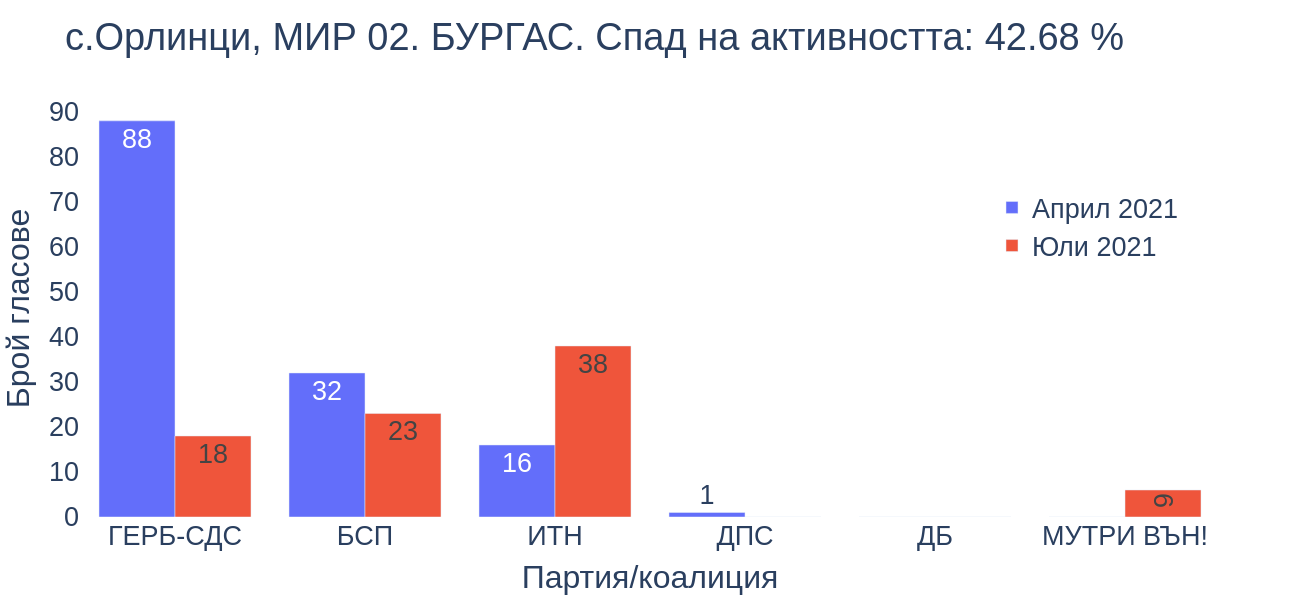 с.Орлинци, МИР 02. БУРГАС. Спад на активността: 42.68 %
Брой гласове
90
80
70
60
50
40
30
20
10
0
88
18
32
23
16
38
1
6
Април 2021
Юли 2021
ГЕРБ-СДС
БСП
ИТН
ДПС
ДБ
МУТРИ ВЪН!
Партия/коалиция